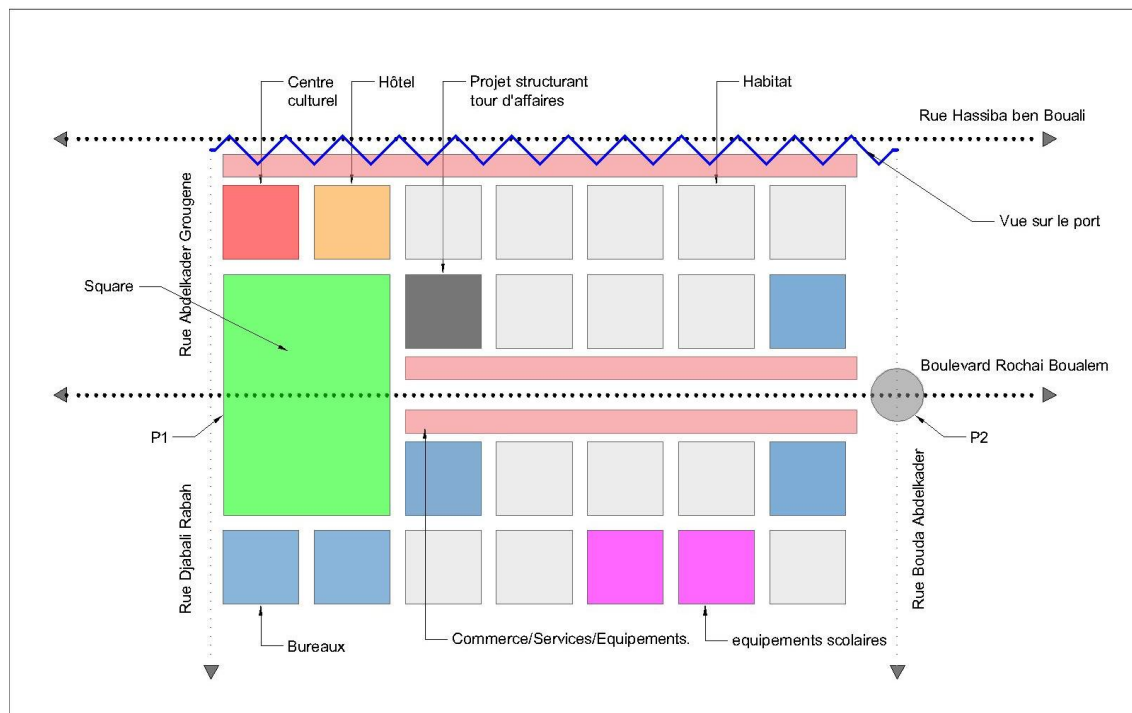 Centre
culturel
Hôtel
Projet structurant
tour d'affaires
Habitat
Rue Hassiba ben Bouali
Vue sur le port
Rue Abdelkader Grougene
Square
Boulevard Rochai Boualem
P1
P2
Rue Djabali Rabah
Rue Bouda Abdelkader
Bureaux
Commerce/Services/Equipements.
equipements scolaires